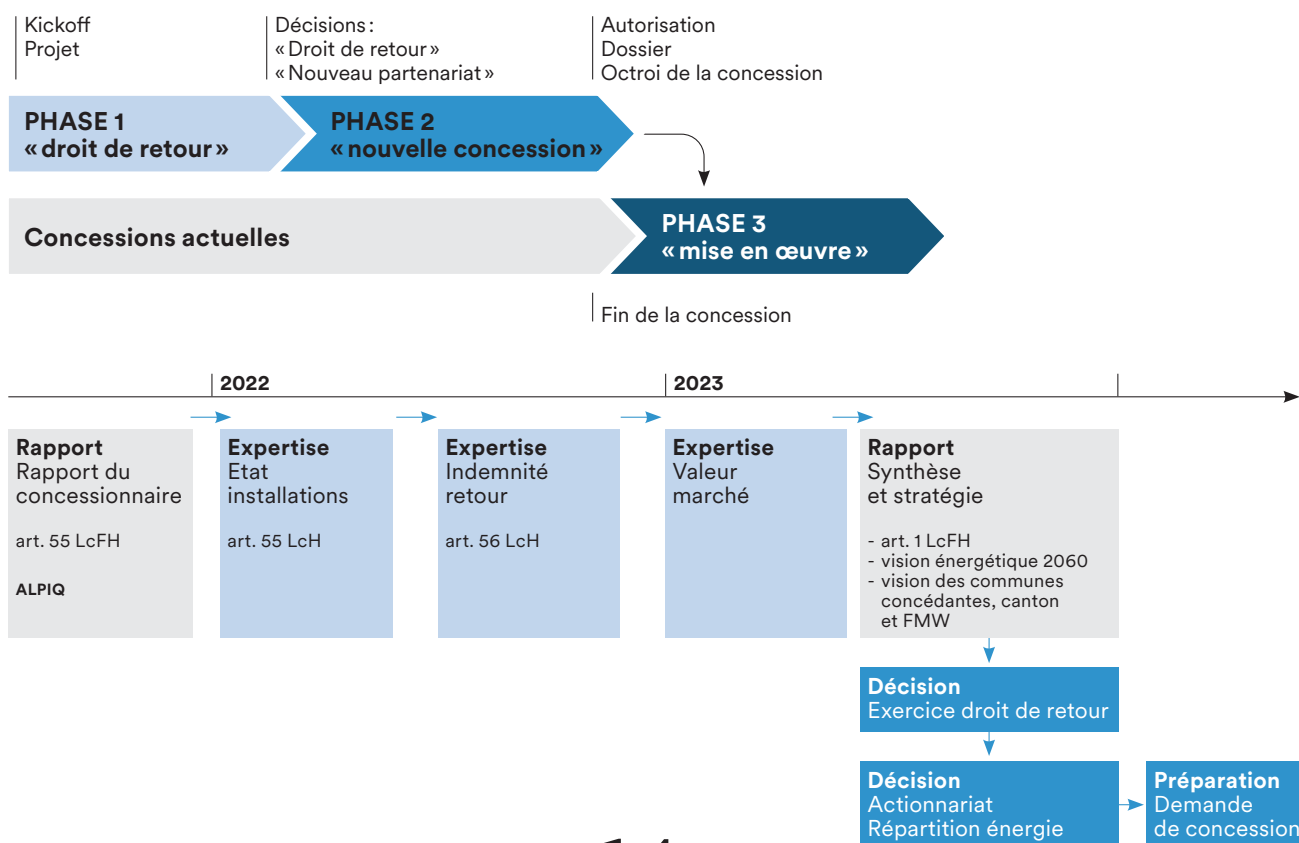 Kickoff
Projet
Décisions :
« Droit de retour »
« Nouveau partenariat »
Autorisation
Dossier
Octroi de la concession
PHASE 1
« droit de retour »
PHASE 2
« nouvelle concession »
Concessions actuelles
PHASE 3
« mise en œuvre »
Fin de la concession
2022
2023
Rapport
Rapport du
concessionnaire
art. 55 LcFH
ALPIQ
Expertise
Etat
installations
art. 55 LcH
Expertise
Indemnité
retour
art. 56 LcH
Expertise
Valeur
marché
Rapport
Synthèse
et stratégie
- art. 1 LcFH
- vision énergétique 2060
- vision des communes
concédantes, canton
et FMW
Décision
Exercice droit de retour
Décision
Actionnariat
Répartition énergie
Préparation
Demande
de concession